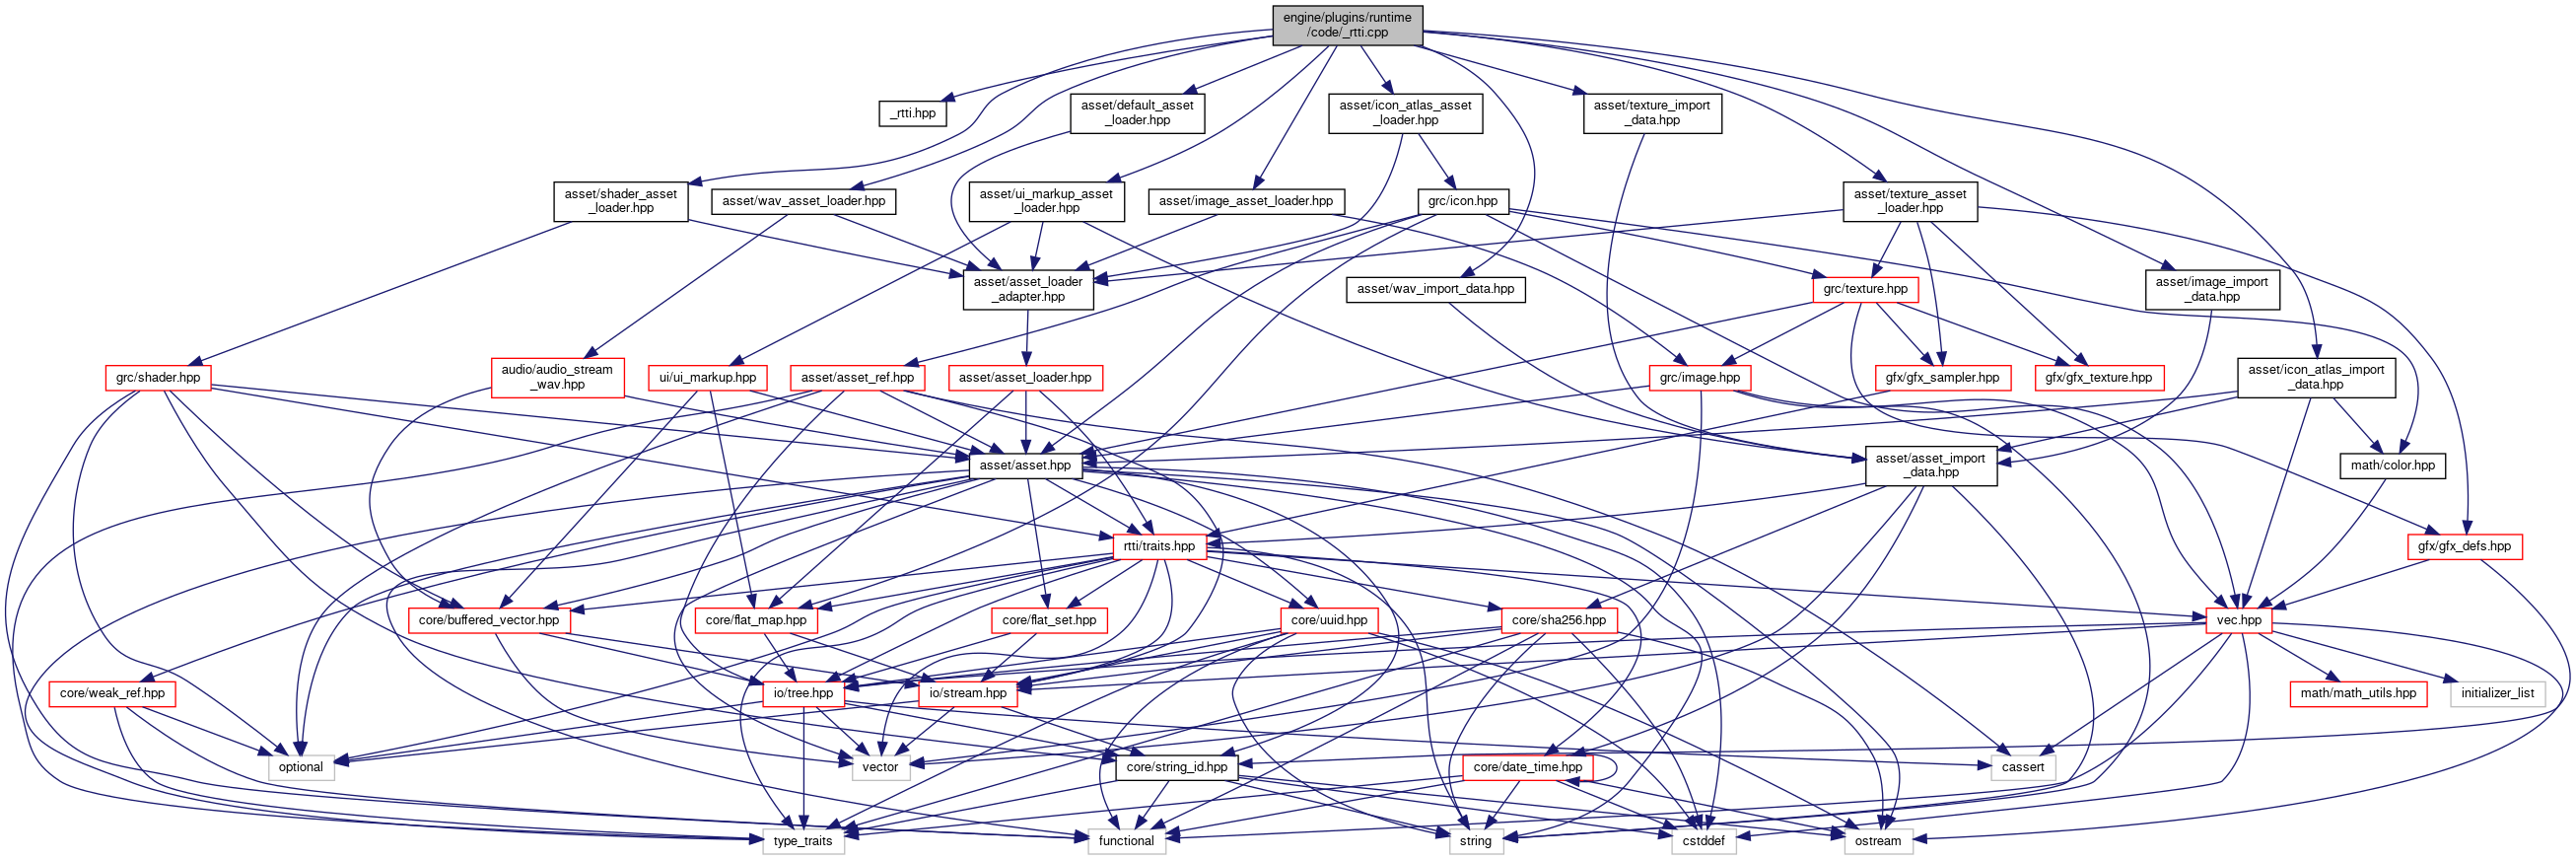 engine/plugins/runtime
/code/_rtti.cpp
_rtti.hpp
asset/default_asset
_loader.hpp
asset/icon_atlas_asset
_loader.hpp
asset/texture_import
_data.hpp
asset/shader_asset
_loader.hpp
asset/wav_asset_loader.hpp
asset/ui_markup_asset
_loader.hpp
asset/image_asset_loader.hpp
grc/icon.hpp
asset/texture_asset
_loader.hpp
asset/asset_loader
_adapter.hpp
asset/wav_import_data.hpp
grc/texture.hpp
asset/image_import
_data.hpp
grc/shader.hpp
audio/audio_stream
_wav.hpp
ui/ui_markup.hpp
asset/asset_ref.hpp
asset/asset_loader.hpp
grc/image.hpp
gfx/gfx_sampler.hpp
gfx/gfx_texture.hpp
asset/icon_atlas_import
_data.hpp
asset/asset.hpp
asset/asset_import
_data.hpp
math/color.hpp
rtti/traits.hpp
gfx/gfx_defs.hpp
core/buffered_vector.hpp
core/flat_map.hpp
core/flat_set.hpp
core/uuid.hpp
core/sha256.hpp
vec.hpp
core/weak_ref.hpp
io/tree.hpp
io/stream.hpp
math/math_utils.hpp
initializer_list
optional
vector
core/string_id.hpp
core/date_time.hpp
cassert
type_traits
functional
string
cstddef
ostream